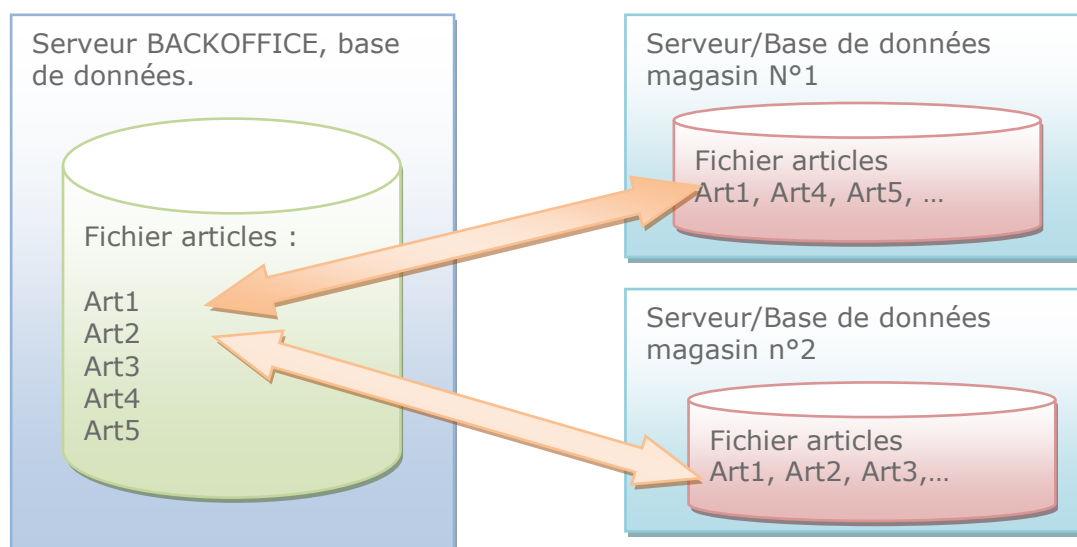 Serveur BACKOFFICE, base
de données.
Fichier articles :
Art1
Art2
Art3
Art4
Art5
Serveur/Base de données
magasin N°1
Fichier articles
Art1, Art4, Art5, …
Serveur/Base de données
magasin n°2
Fichier articles
Art1, Art2, Art3,…